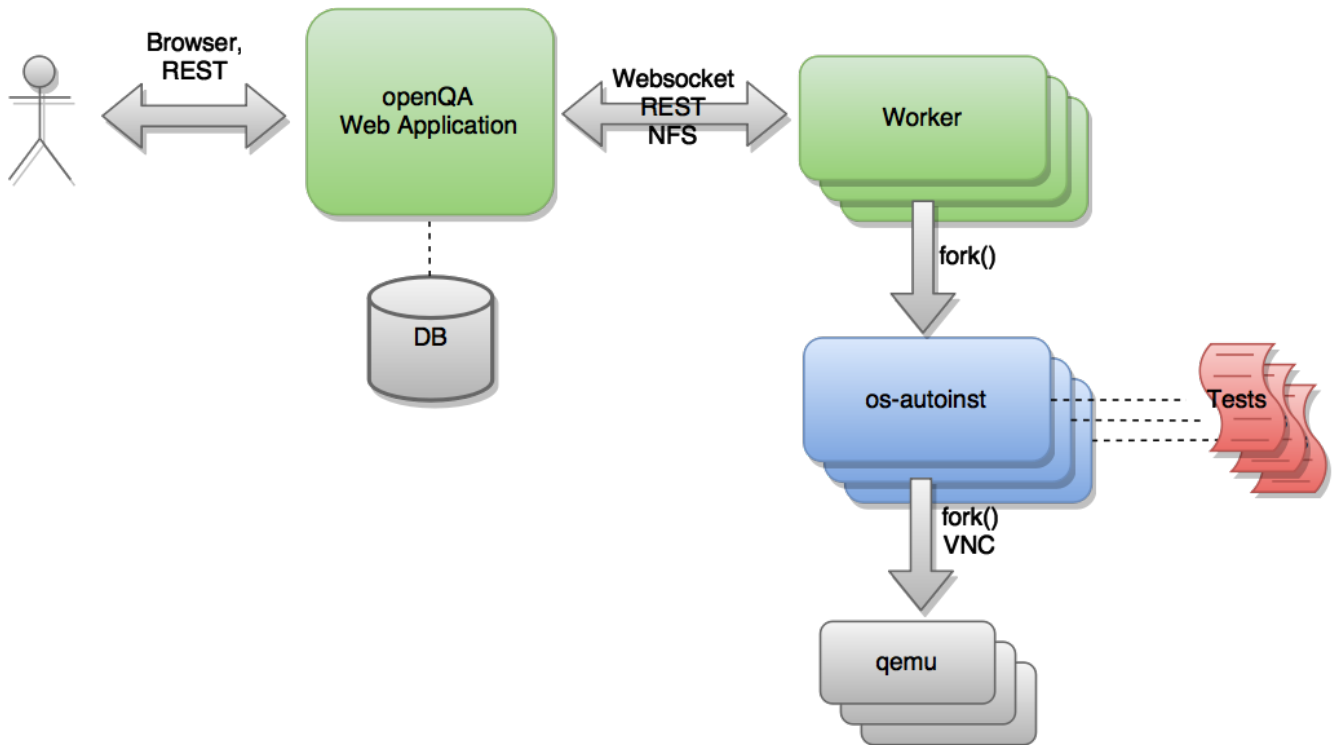 Browser,
REST
openQA
Web Application
Websocket
REST
NFS
Worker
fork()
DB
os-autoinst
Tests
fork()
VNC
qemu